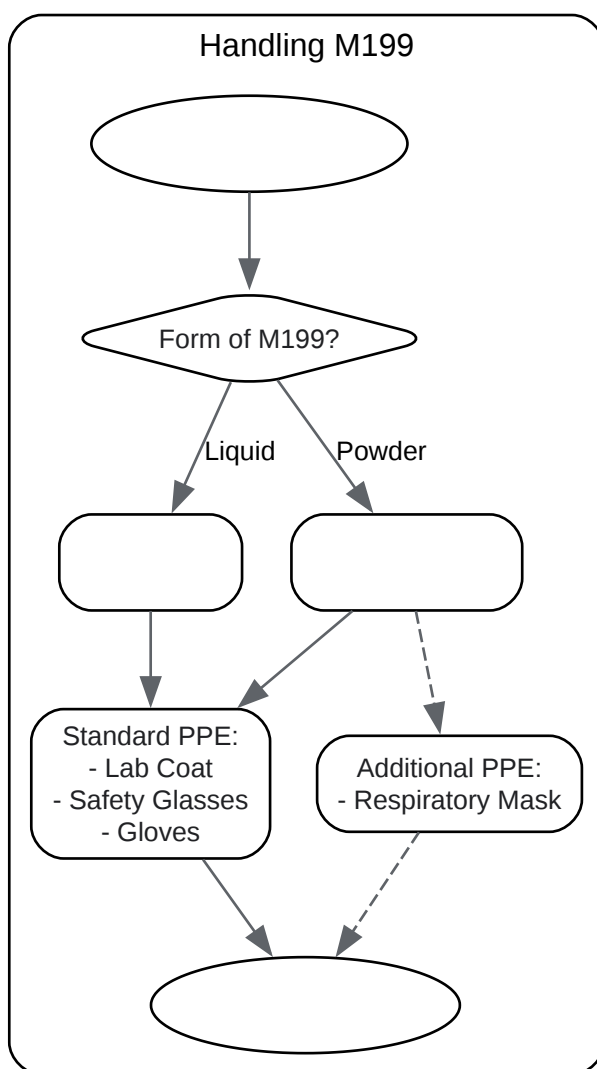 Handling M199
Form of M199?
Liquid
Powder
Standard PPE:
- Lab Coat
- Safety Glasses
- Gloves
Additional PPE:
- Respiratory Mask